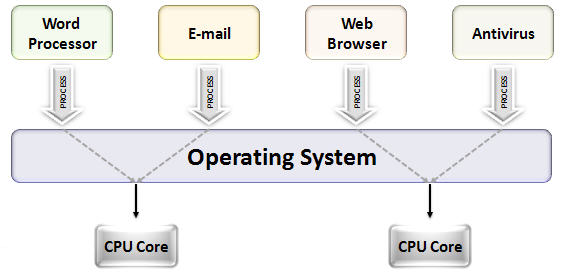 Word
Processor
E-mail
Web
Browser
Antivirus
PROCESS
PROCESS
PROCESS
PROCESS
Operating System
CPU Core
CPU Core